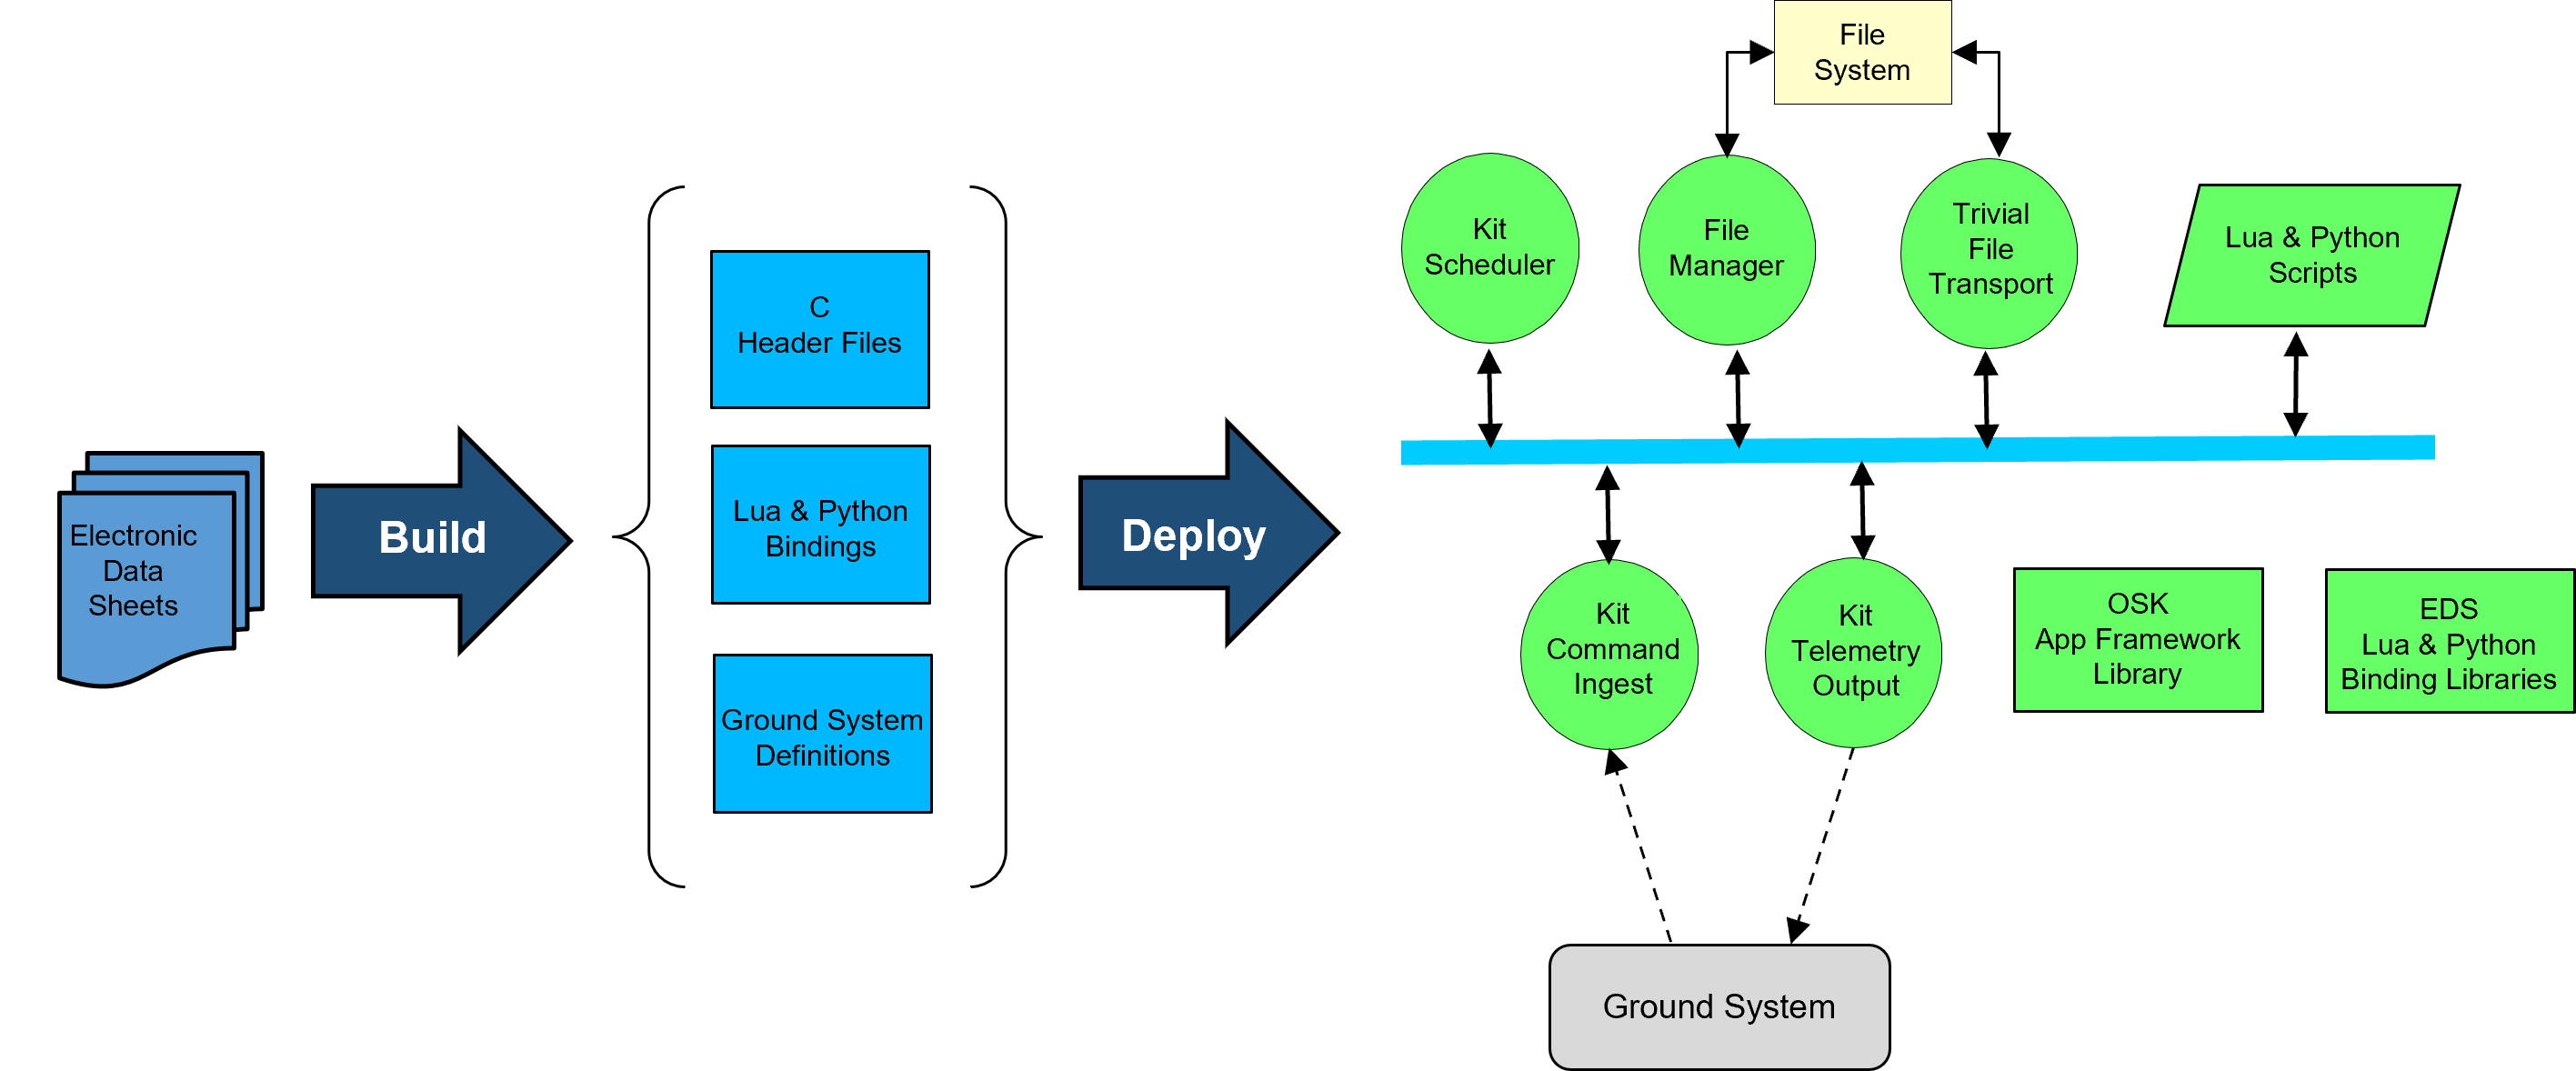 Electronic
Data
Sheets
Build
C
Header Files
Lua & Python
Bindings
Ground System
Definitions
Deploy
File
System
Kit
Scheduler
File
Manager
Trivial
File
Transport
Lua & Python
Scripts
Kit
Command
Ingest
Kit
Telemetry
Output
OSK
App Framework
Library
EDS
Lua & Python
Binding Libraries
Ground System